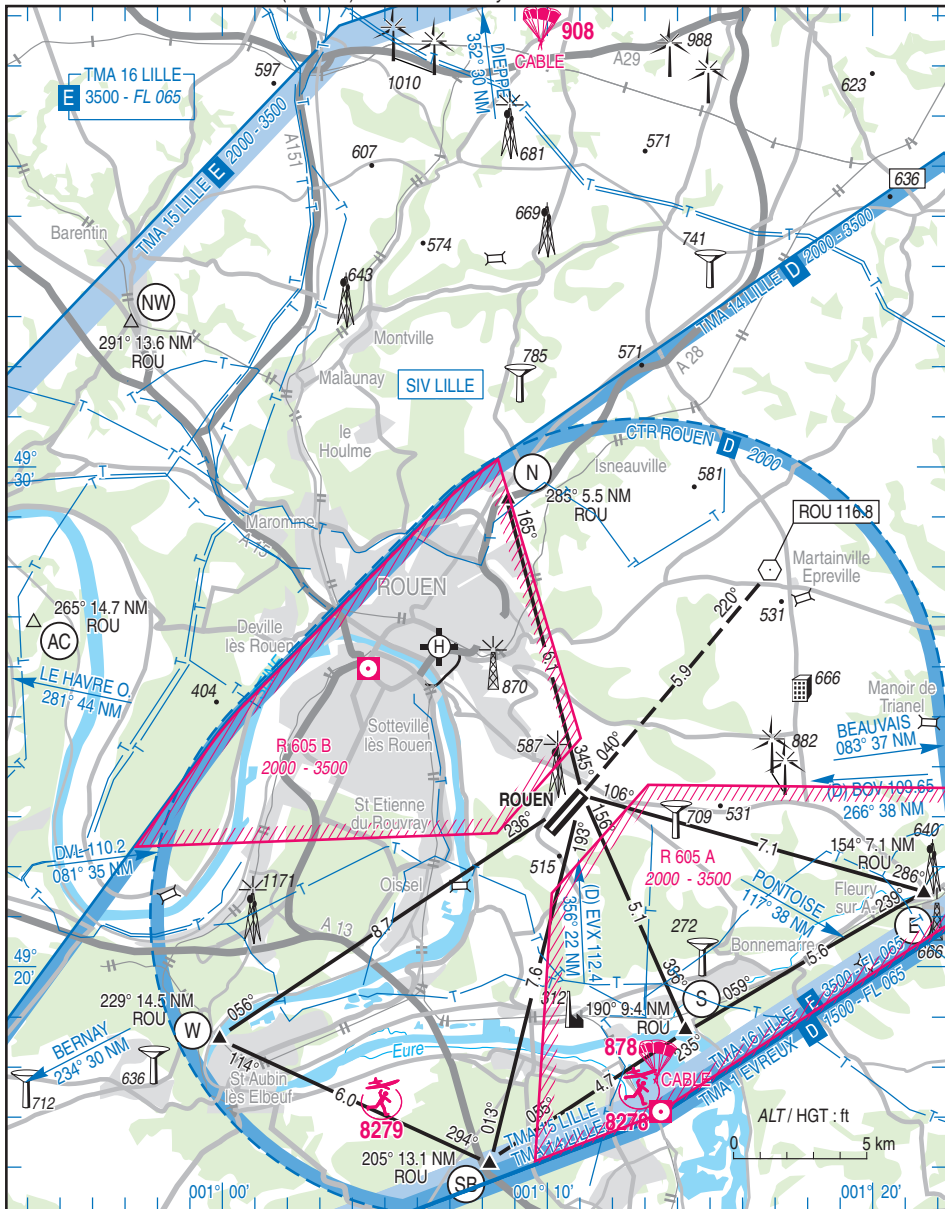 908
CABLE
DIEPPE
352° 30 NM
988
A29
TMA 16 LILLE
E
3500 - FL 065
597
1010
623
681
571
A151
607
636
TMA 15 LILLE E 2000 - 3500
Barentin
669
574
741
643
TMA 14 LILLE D 2000-3500
NW
291° 13.6 NM
ROU
Montville
785
571
A 28
Malaunay
SIV LILLE
le
Houlme
CTR ROUEN D 2000
49°
30'
N
Isneauville
581
285° 5.5 NM
ROU
165°
Maromme
ROU 116.8
ROUEN
Martainville
Epreville
220°
531
265° 14.7 NM
ROU
AC
Deville
lès Rouen
H
6.1
5.9
LE HAVRE O.
281° 44 NM
870
666
Manoir de
Trianel
404
Sotteville
lès Rouen
BEAUVAIS
083° 37 NM
R 605 B
2000 - 3500
587
882
040°
345°
ROUEN
106°
(D) BOV 109.65
266° 38 NM
St Etienne
du Rouvray
236°
193°
156°
709
531
DVL 110.2
081° 35 NM
515
R 605 A
2000 - 3500
7.1
640
154° 7.1 NM
ROU
286°
Oissel
1171
(D) EVX 112.4
356° 22 NM
PONTOISE
117° 38 NM
Fleury
sur A.
239°
E
A 13
8.7
5.1
272
Bonnemare
666
49°
20'
7.6
5.6
336°
S
059°
312
190° 9.4 NM
ROU
229° 14.5 NM
ROU
W
056°
235°
TMA 16 LILLE E 3500 - FL 065
TMA 1 EVREUX D 1500 - FL 065
BERNAY
234° 30 NM
Eure
878
CABLE
114°
636
712
St Aubin
lès Elbeuf
6.0
8279
4.7
8278
013°
294°
TMA 15 LILLE
TMA 14 LILLE
ALT / HGT : ft
205° 13.1 NM
ROU
0 5 km
SB
001° 00'
001° 10'
001° 20'